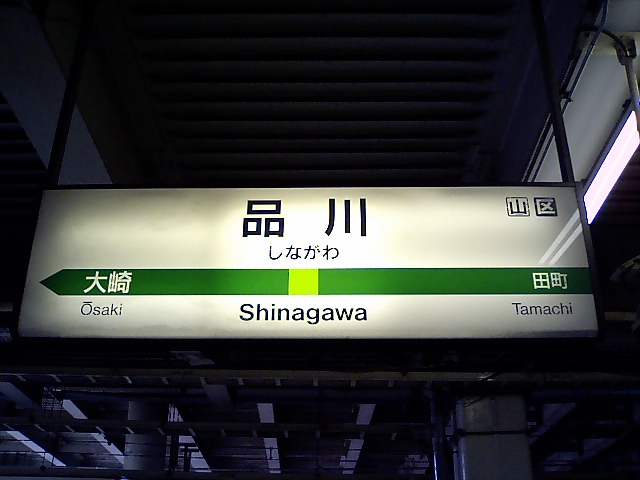 品川
山 区
しながわ
大崎 田町
Ōsaki Shinagawa Tamachi